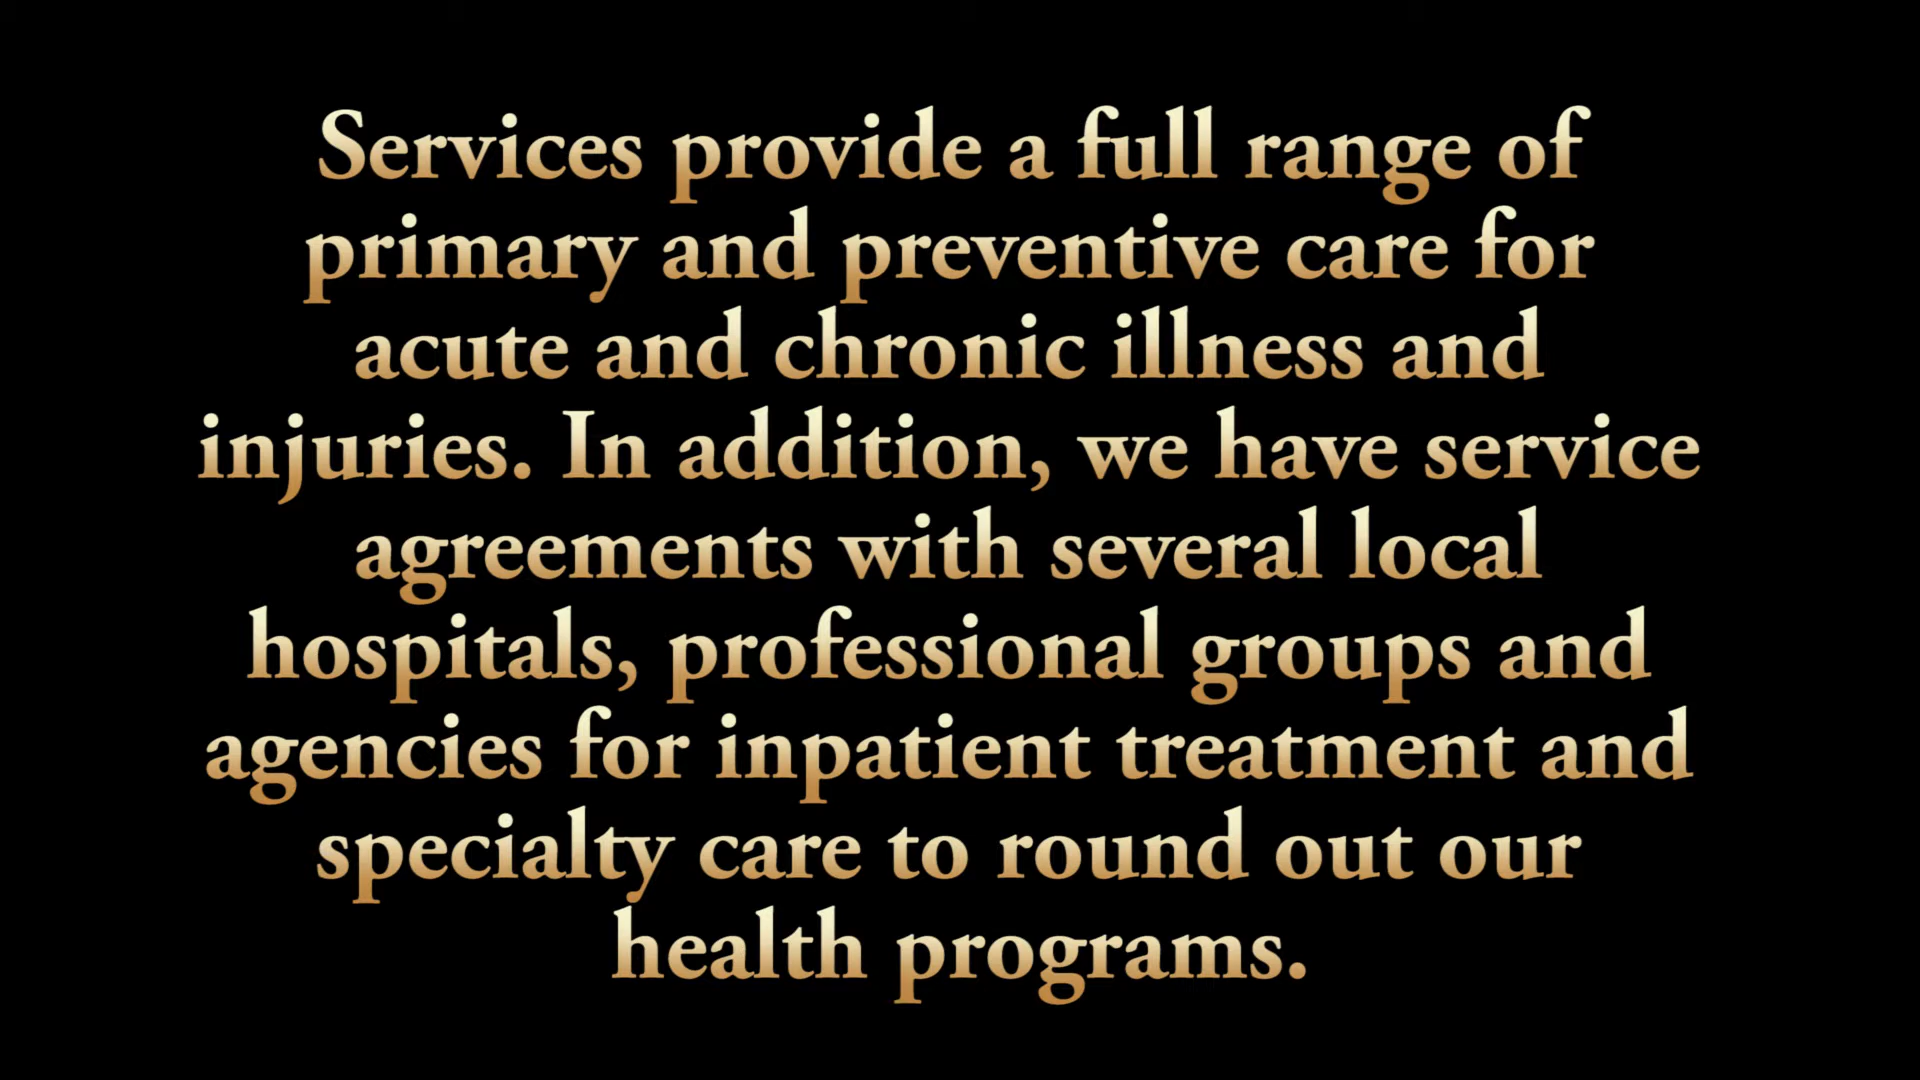 Services provide a full range of
primary and preventive care for
acute and chronic illness and
injuries. In addition, we have service
agreements with several local
hospitals, professional groups and
agencies for inpatient treatment and
specialty care to round out our
health programs.